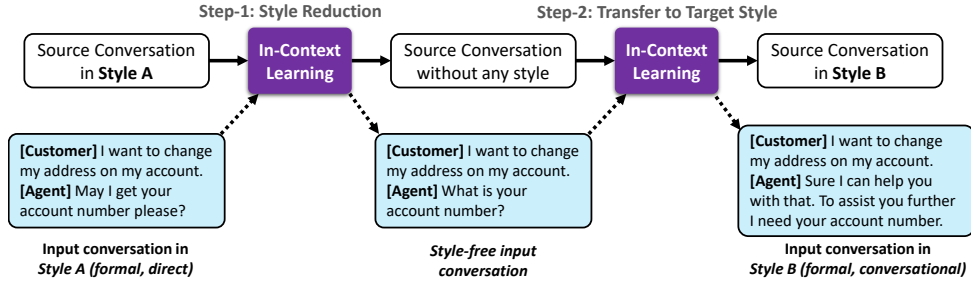 Step-1: Style Reduction
Step-2: Transfer to Target Style
Source Conversation
in Style A
In-Context
Learning
Source Conversation
without any style
In-Context
Learning
Source Conversation
in Style B
[Customer] I want to change
my address on my account.
[Agent] May I get your
account number please?
[Customer] I want to change
my address on my account.
[Agent] What is your
account number?
[Customer] I want to change
my address on my account.
[Agent] Sure I can help you
with that. To assist you further
I need your account number.
Input conversation in
Style A (formal, direct)
Style-free input
conversation
Input conversation in
Style B (formal, conversational)